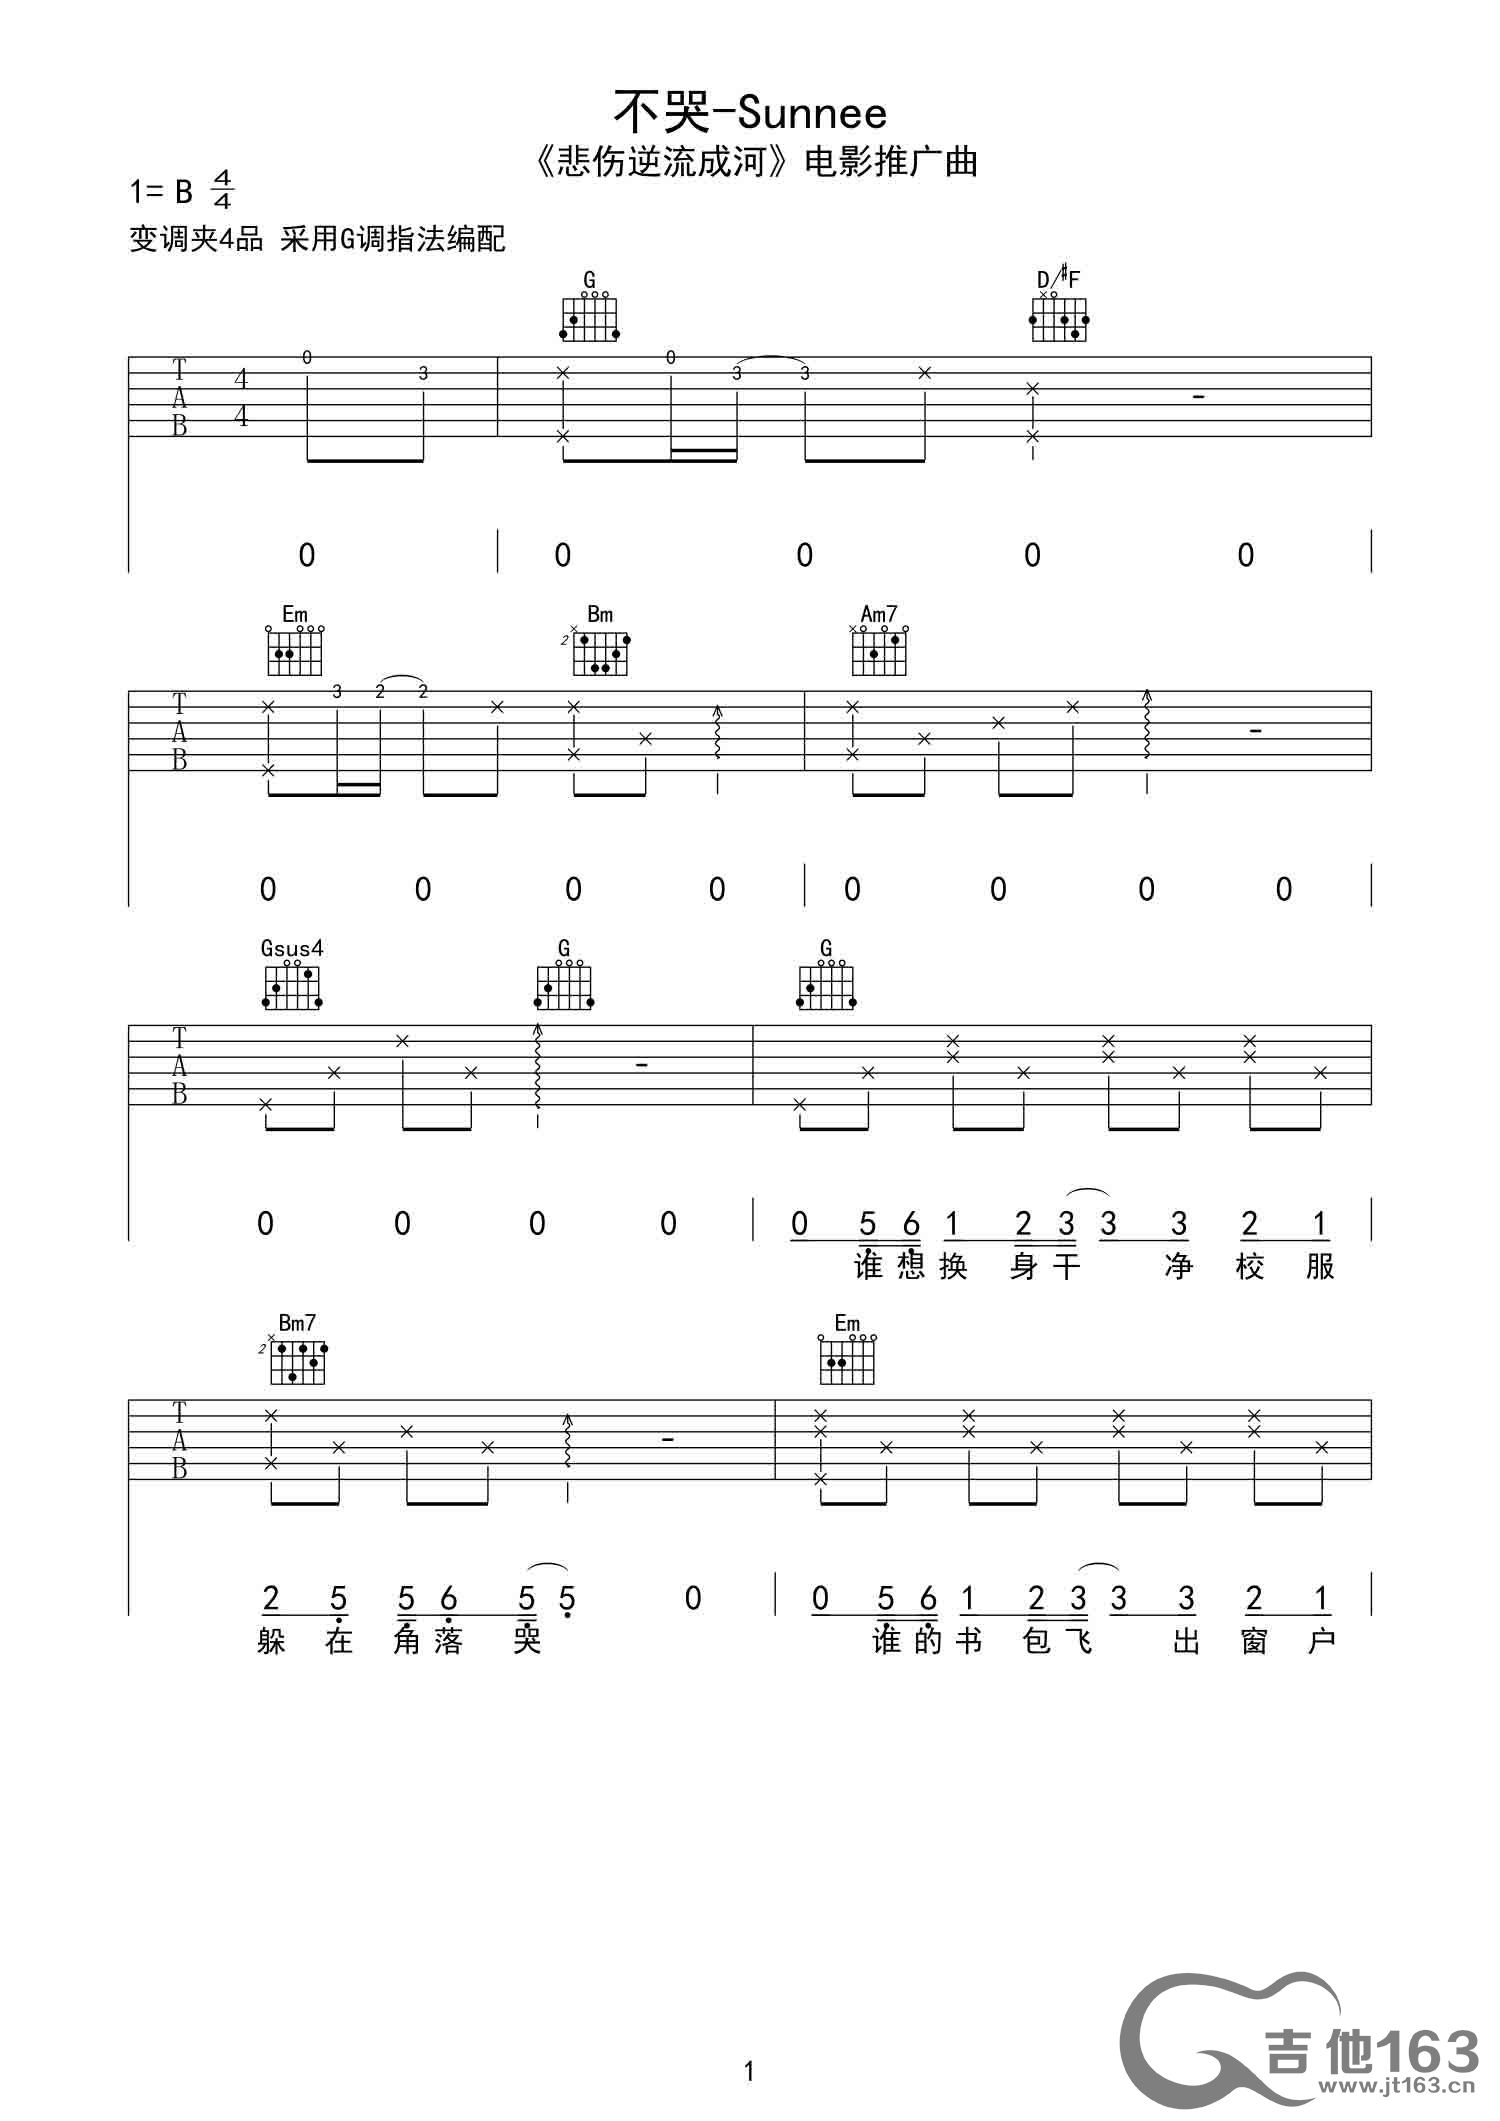 不哭-Sunnee
《悲伤逆流成河》电影推广曲
1= B 4/4
变调夹4品 采用G调指法编配
G D/#F
T A B 4 4 0 3 0 3 3 -
0 0 0 0 0
Em Bm Am7
2
T A B 3 2 2 -
0 0 0 0 0 0 0 0
Gsus4 G G
T A B -
0 0 0 0 0 5 6 1 2 3 3 3 2 1
谁想换 身干 净 校 服
Bm7 Em
2
T A B -
2 5 5 6 5 5 0 0 5 6 1 2 3 3 3 2 1
躲 在 角落 哭 谁的书 包飞 出 窗 户
1
吉他163
www.jt163.cn